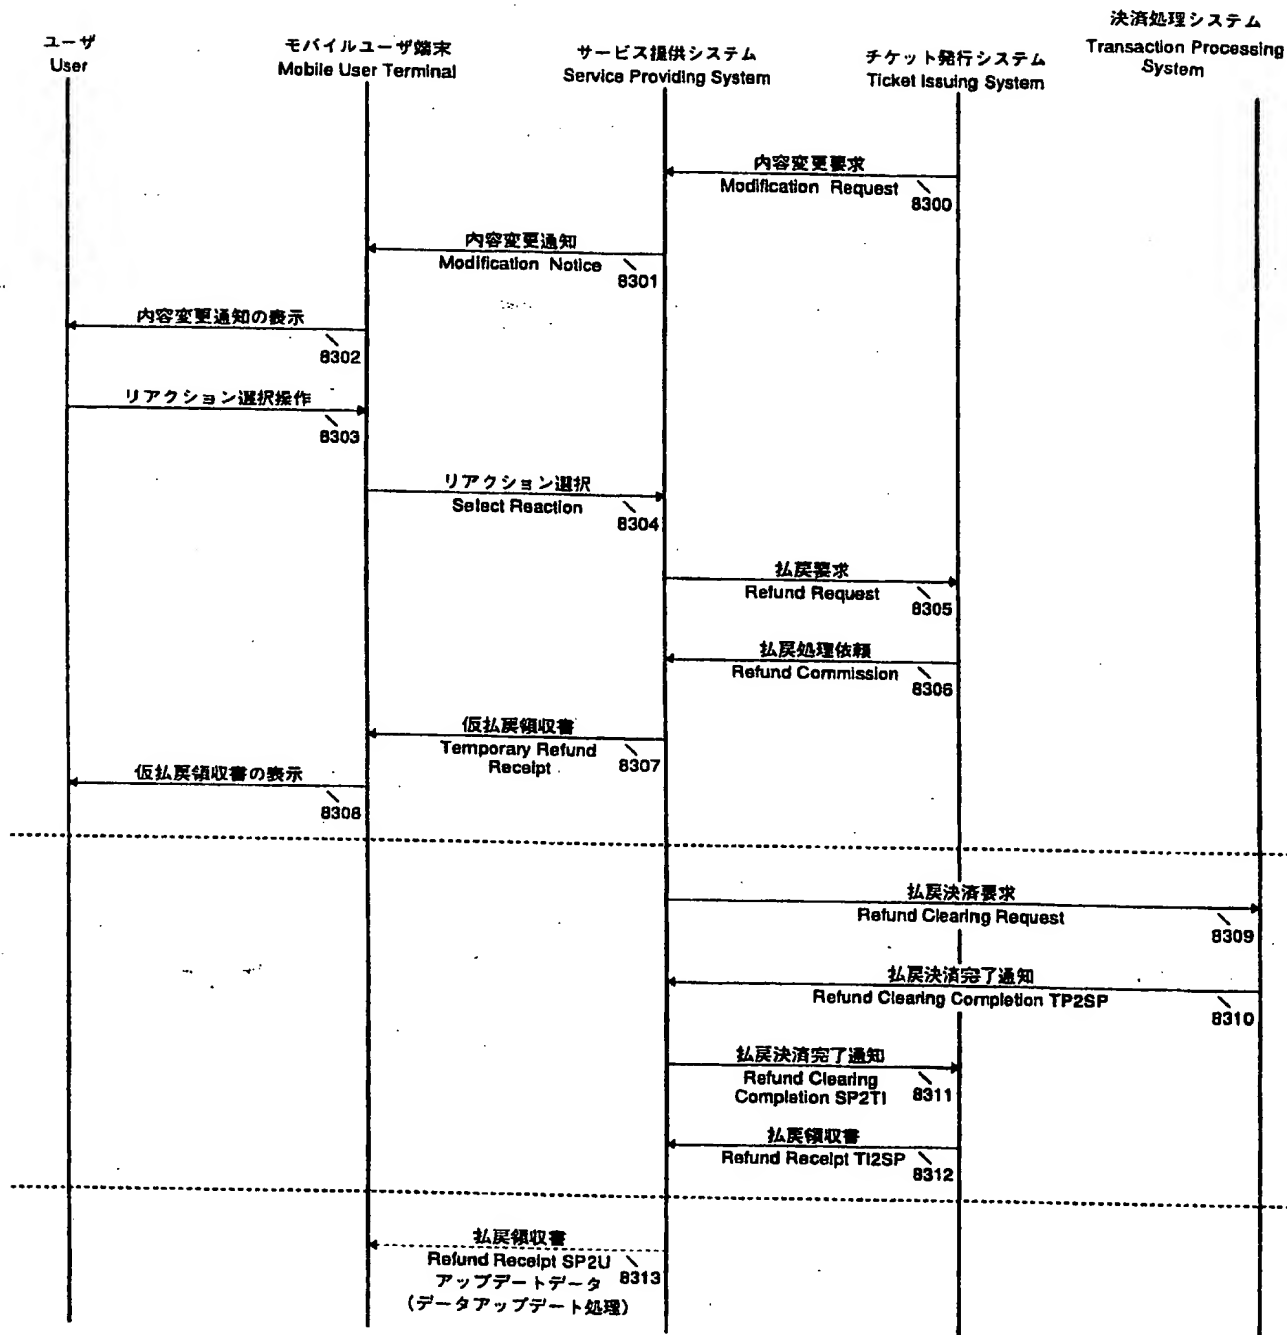 ユーザ
User
モバイルユーザ端末
Mobile User Terminal
サービス提供システム
Service Providing System
チケット発行システム
Ticket Issuing System
決済処理システム
Transaction Processing
System
内容変更要求
Modification Request
8300
内容変更通知
Modification Notice
8301
内容変更通知の表示
8302
リアクション選択操作
8303
リアクション選択
Select Reaction
8304
払戻要求
Refund Request
8305
払戻処理依頼
Refund Commission
8306
仮払戻領収書
Temporary Refund
Receipt
8307
仮払戻領収書の表示
8308
払戻決済要求
Refund Clearing Request
8309
払戻決済完了通知
Refund Clearing Completion TP2SP
8310
払戻決済完了通知
Refund Clearing
Completion SP2TI
8311
払戻領収書
Refund Receipt TI2SP
8312
払戻領収書
Refund Receipt SP2U
8313
アップデートデータ
(データアップデート処理)